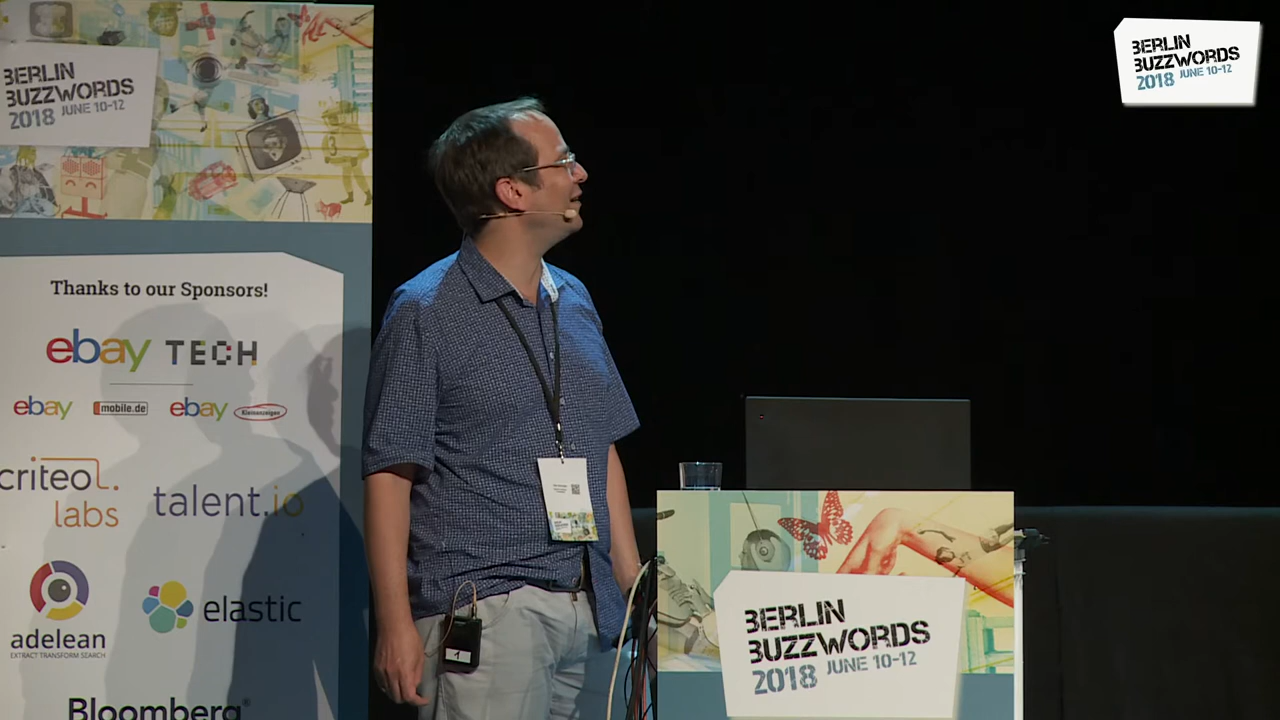 BERLIN
BUZZWORDS
2018 JUNE 10-12
Thanks to our Sponsors!
ebay TECH
ebay
mobile.de
ebay
Kleinanzeigen
criteo
labs
talent.io
adelean
EXTRACT TRANSFORM SEARCH
elastic
Bloomberg
1
BERLIN
BUZZWORDS
2018 JUNE 10-12
BERLIN
BUZZWORDS
2018 JUNE 10-12